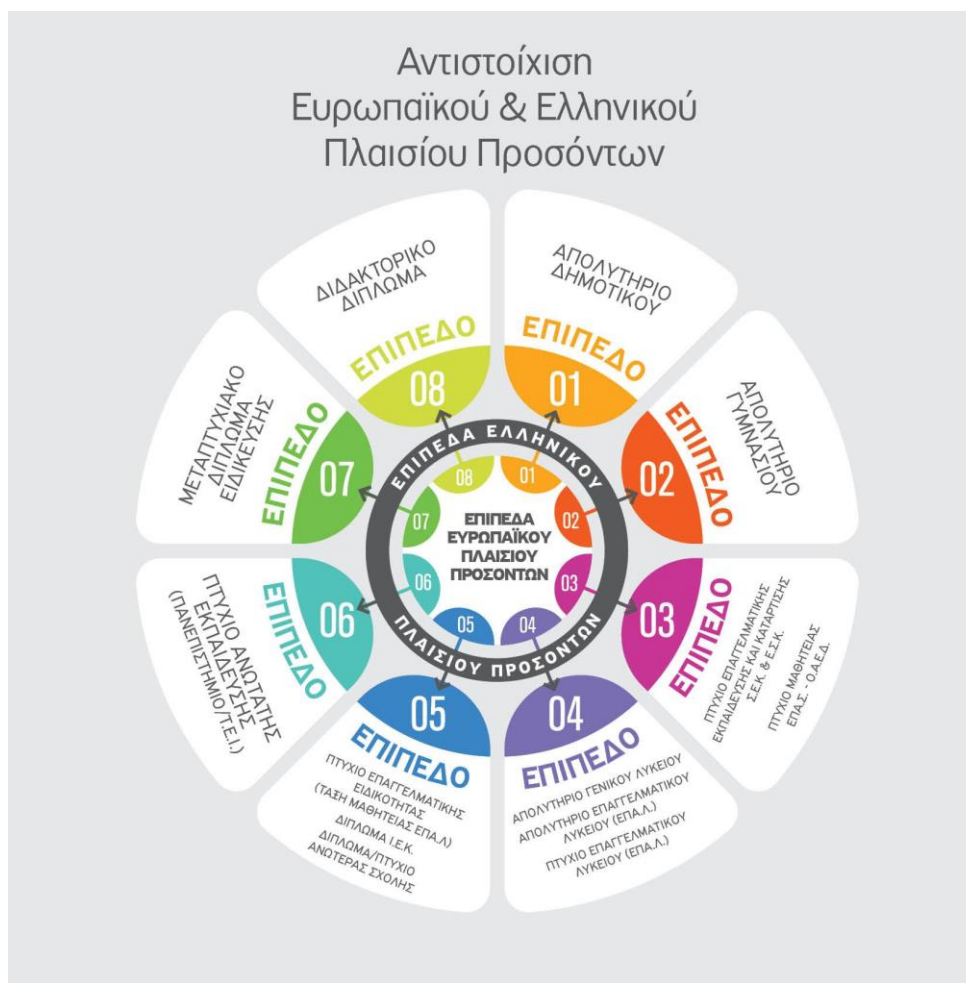 Αντιστοίχιση
Ευρωπαϊκού & Ελληνικού
Πλαισίου Προσόντων
ΑΠΟΛΥΤΗΡΙΟ
ΔΗΜΟΤΙΚΟΥ
ΕΠΙΠΕΔΟ
01
ΑΠΟΛΥΤΗΡΙΟ
ΓΥΜΝΑΣΙΟΥ
ΕΠΙΠΕΔΟ
02
ΕΠΙΠΕΔΟ
03
ΠΤΥΧΙΟ ΕΠΑΓΓΕΛΜΑΤΙΚΗΣ
ΕΚΠΑΙΔΕΥΣΗΣ ΚΑΙ ΚΑΤΑΡΤΙΣΗΣ
Σ.Ε.Κ. & Ε.Σ.Κ.
ΠΤΥΧΙΟ ΜΑΘΗΤΕΙΑΣ
ΕΠΑ.Σ. - Ο.Α.Ε.Δ.
04
ΕΠΙΠΕΔΟ
ΑΠΟΛΥΤΗΡΙΟ ΓΕΝΙΚΟΥ ΛΥΚΕΙΟΥ
ΑΠΟΛΥΤΗΡΙΟ ΕΠΑΓΓΕΛΜΑΤΙΚΟΥ
ΛΥΚΕΙΟΥ (ΕΠΑ.Λ.)
ΠΤΥΧΙΟ ΕΠΑΓΓΕΛΜΑΤΙΚΟΥ
ΛΥΚΕΙΟΥ (ΕΠΑ.Λ.)
05
ΕΠΙΠΕΔΟ
ΠΤΥΧΙΟ ΕΠΑΓΓΕΛΜΑΤΙΚΗΣ
ΕΙΔΙΚΟΤΗΤΑΣ
(ΤΑΞΗ ΜΑΘΗΤΕΙΑΣ ΕΠΑ.Λ)
ΔΙΠΛΩΜΑ Ι.Ε.Κ.
ΔΙΠΛΩΜΑ/ΠΤΥΧΙΟ
ΑΝΩΤΕΡΑΣ ΣΧΟΛΗΣ
06
ΕΠΙΠΕΔΟ
ΠΤΥΧΙΟ ΑΝΩΤΑΤΗΣ
ΕΚΠΑΙΔΕΥΣΗΣ
(ΠΑΝΕΠΙΣΤΗΜΙΟ/Τ.Ε.Ι.)
ΜΕΤΑΠΤΥΧΙΑΚΟ
ΔΙΠΛΩΜΑ
ΕΙΔΙΚΕΥΣΗΣ
ΕΠΙΠΕΔΟ
07
ΔΙΔΑΚΤΟΡΙΚΟ
ΔΙΠΛΩΜΑ
ΕΠΙΠΕΔΟ
08
ΕΠΙΠΕΔΑ ΕΛΛΗΝΙΚΟΥ
ΠΛΑΙΣΙΟΥ ΠΡΟΣΟΝΤΩΝ
01
02
03
04
05
06
07
08
ΕΠΙΠΕΔΑ
ΕΥΡΩΠΑΪΚΟΥ
ΠΛΑΙΣΙΟΥ
ΠΡΟΣΟΝΤΩΝ